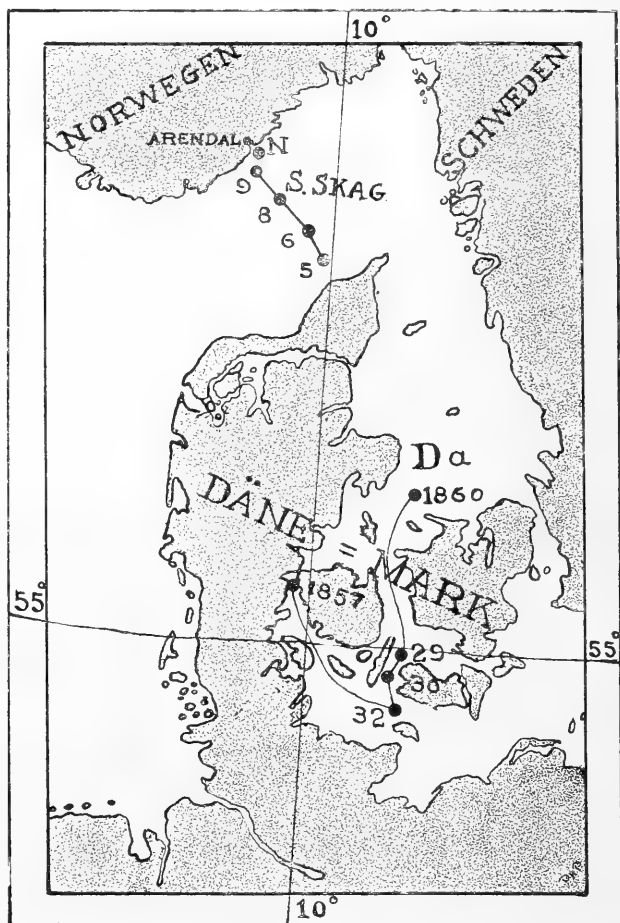 10°
NORWEGEN
SCHWEDEN
ARENDAL
N
9
S. SKAG
8
6
5
Da
1860
DÄNE=MARK
1857
55°
29
55°
30
32
10°